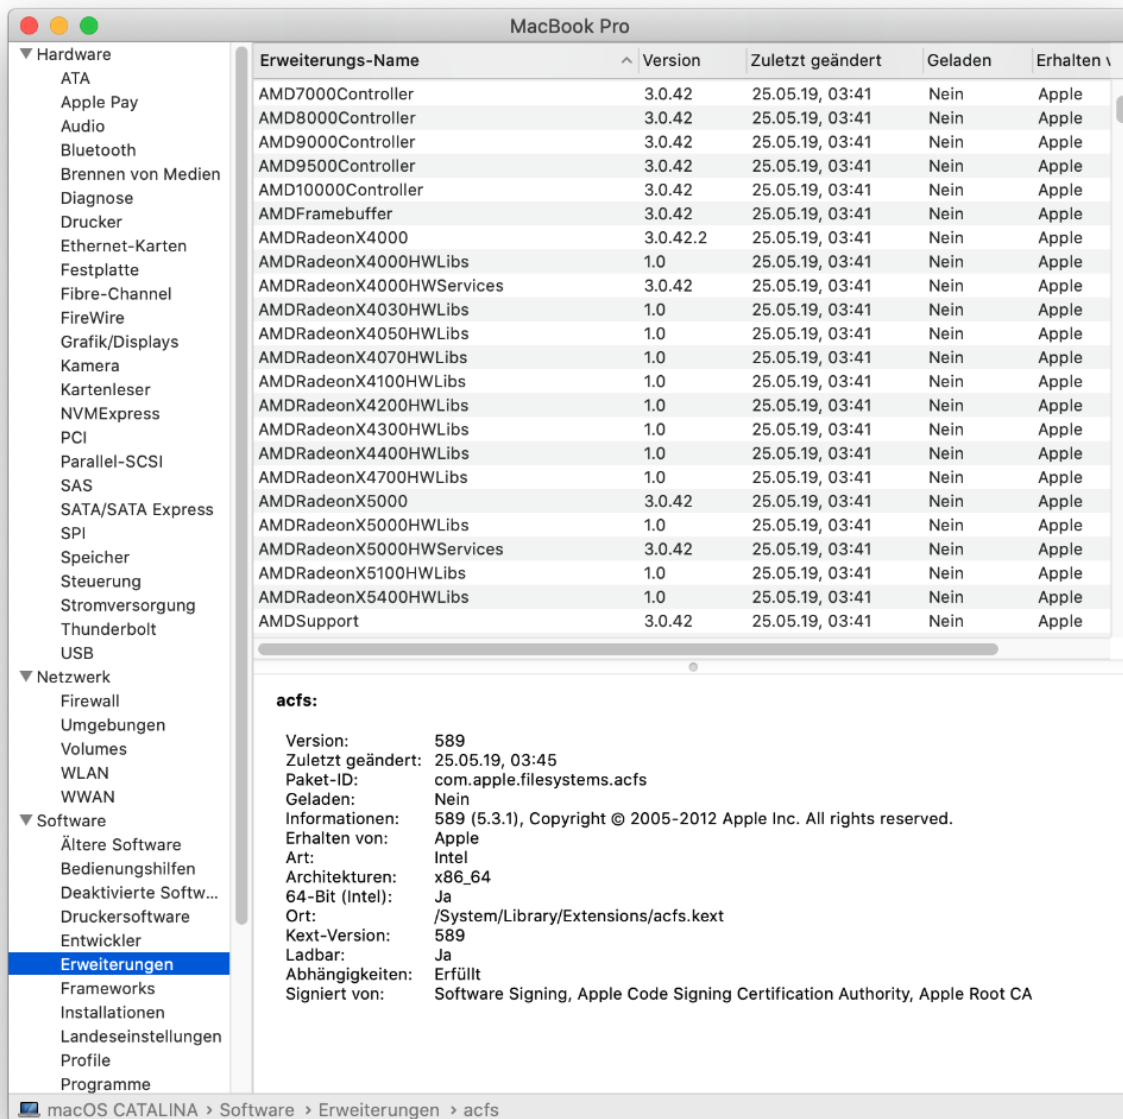 MacBook Pro
Hardware
ATA
Apple Pay
Audio
Bluetooth
Brennen von Medien
Diagnose
Drucker
Ethernet-Karten
Festplatte
Fibre-Channel
FireWire
Grafik/Displays
Kamera
Kartenleser
NVMExpress
PCI
Parallel-SCSI
SAS
SATA/SATA Express
SPI
Speicher
Steuerung
Stromversorgung
Thunderbolt
USB
Netzwerk
Firewall
Umgebungen
Volumes
WLAN
WWAN
Software
Ältere Software
Bedienungshilfen
Deaktivierte Softw...
Druckersoftware
Entwickler
Erweiterungen
Frameworks
Installationen
Landeseinstellungen
Profile
Programme
Erweiterungs-Name Version Zuletzt geändert Geladen Erhalten v
AMD7000Controller 3.0.42 25.05.19, 03:41 Nein Apple
AMD8000Controller 3.0.42 25.05.19, 03:41 Nein Apple
AMD9000Controller 3.0.42 25.05.19, 03:41 Nein Apple
AMD9500Controller 3.0.42 25.05.19, 03:41 Nein Apple
AMD10000Controller 3.0.42 25.05.19, 03:41 Nein Apple
AMDFramebuffer 3.0.42 25.05.19, 03:41 Nein Apple
AMDRadeonX4000 3.0.42.2 25.05.19, 03:41 Nein Apple
AMDRadeonX4000HWLibs 1.0 25.05.19, 03:41 Nein Apple
AMDRadeonX4000HWServices 3.0.42 25.05.19, 03:41 Nein Apple
AMDRadeonX4030HWLibs 1.0 25.05.19, 03:41 Nein Apple
AMDRadeonX4050HWLibs 1.0 25.05.19, 03:41 Nein Apple
AMDRadeonX4070HWLibs 1.0 25.05.19, 03:41 Nein Apple
AMDRadeonX4100HWLibs 1.0 25.05.19, 03:41 Nein Apple
AMDRadeonX4200HWLibs 1.0 25.05.19, 03:41 Nein Apple
AMDRadeonX4300HWLibs 1.0 25.05.19, 03:41 Nein Apple
AMDRadeonX4400HWLibs 1.0 25.05.19, 03:41 Nein Apple
AMDRadeonX4700HWLibs 1.0 25.05.19, 03:41 Nein Apple
AMDRadeonX5000 3.0.42 25.05.19, 03:41 Nein Apple
AMDRadeonX5000HWLibs 1.0 25.05.19, 03:41 Nein Apple
AMDRadeonX5000HWServices 3.0.42 25.05.19, 03:41 Nein Apple
AMDRadeonX5100HWLibs 1.0 25.05.19, 03:41 Nein Apple
AMDRadeonX5400HWLibs 1.0 25.05.19, 03:41 Nein Apple
AMDSupport 3.0.42 25.05.19, 03:41 Nein Apple
acfs:
Version: 589
Zuletzt geändert: 25.05.19, 03:45
Paket-ID: com.apple.filesystems.acfs
Geladen: Nein
Informationen: 589 (5.3.1), Copyright © 2005-2012 Apple Inc. All rights reserved.
Erhalten von: Apple
Art: Intel
Architekturen: x86_64
64-Bit (Intel): Ja
Ort: /System/Library/Extensions/acfs.kext
Kext-Version: 589
Ladbar: Ja
Abhängigkeiten: Erfüllt
Signiert von: Software Signing, Apple Code Signing Certification Authority, Apple Root CA
macOS CATALINA › Software › Erweiterungen › acfs